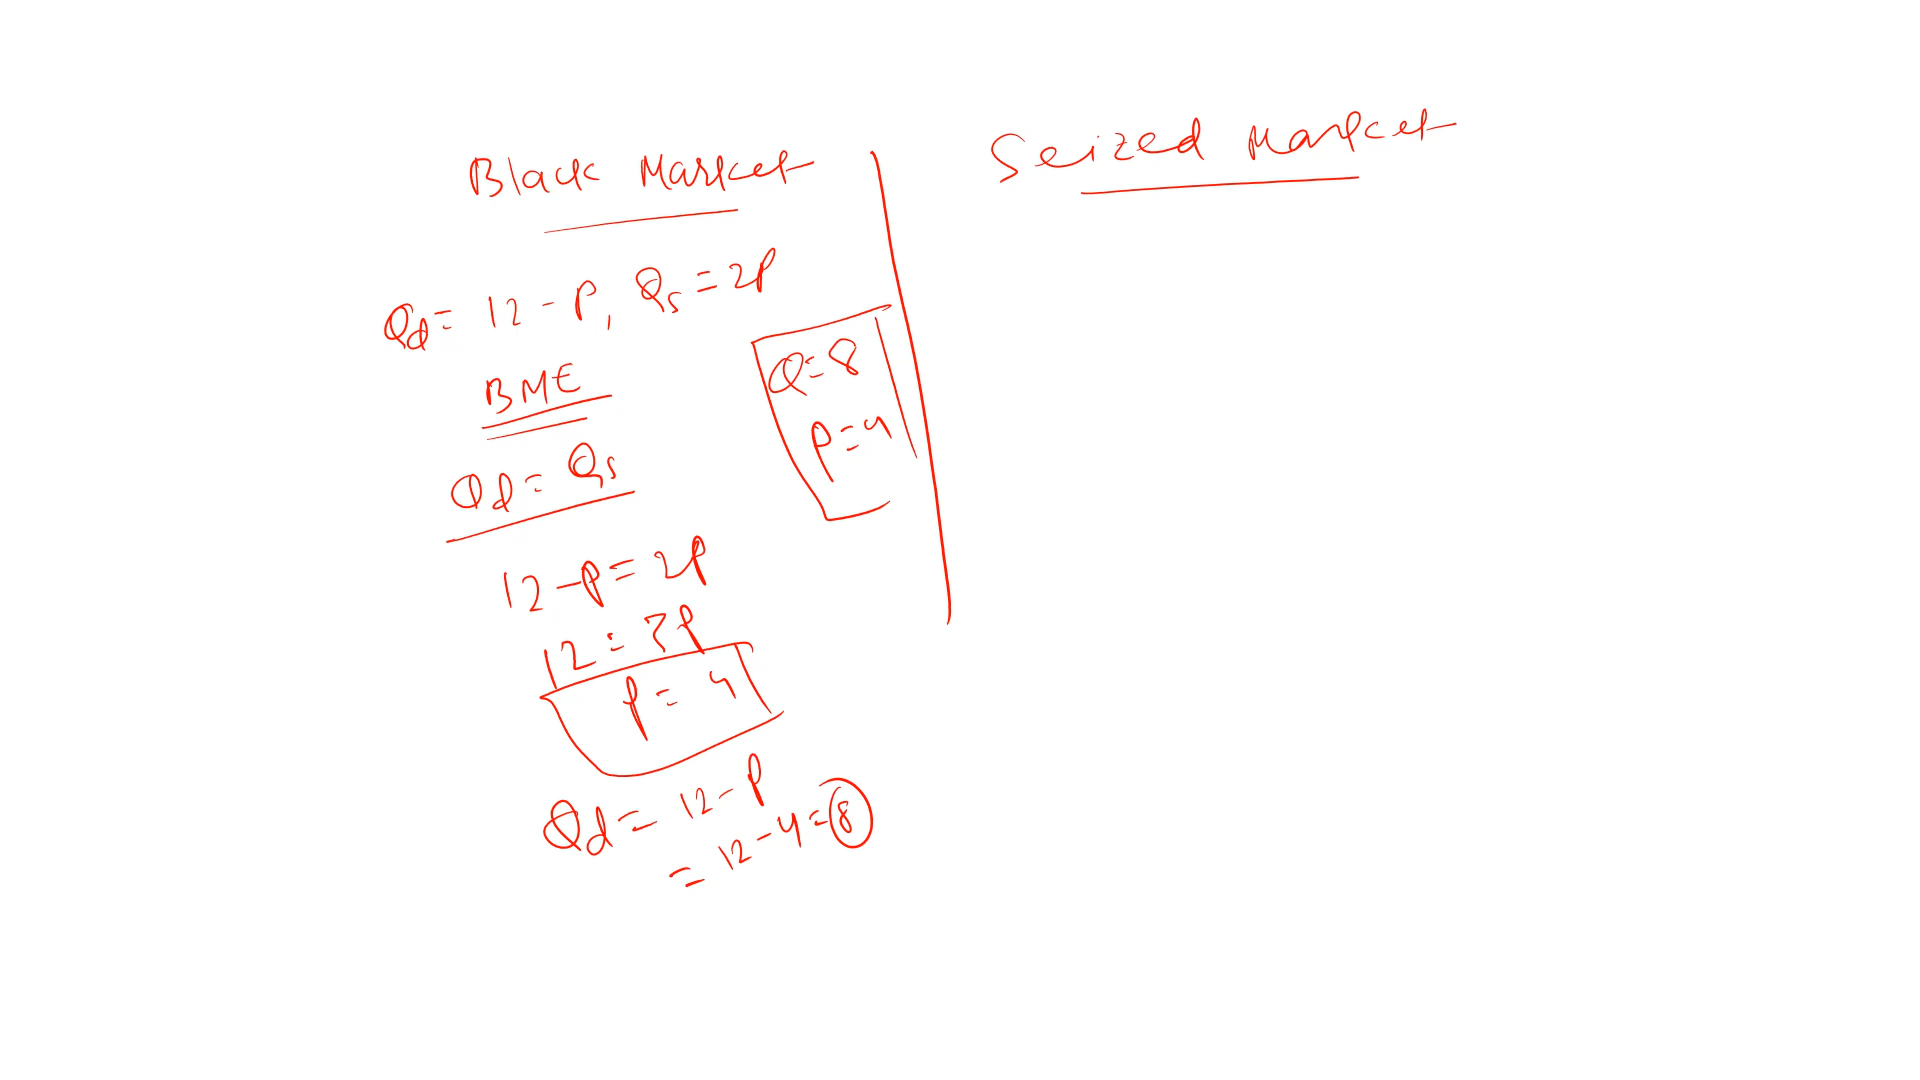 Black Market
Qd = 12 - P, Qs = 2P
BME
Qd = Qs
12 - P = 2P
12 = 3P
P = 4
Qd = 12 - P
= 12 - 4 = 8
Q = 8
P = 4
Seized Market